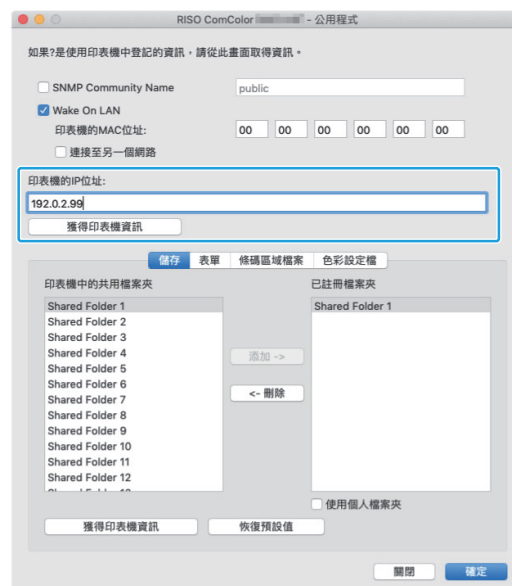 RISO ComColor - 公用程式
如果?是使用印表機中登記的資訊，請從此畫面取得資訊。
SNMP Community Name public
Wake On LAN
印表機的MAC位址: 00 00 00 00 00 00
連接至另一個網路
印表機的IP位址:
192.0.2.99
獲得印表機資訊
儲存 表單 條碼區域檔案 色彩設定檔
印表機中的共用檔案夾 已註冊檔案夾
Shared Folder 1 Shared Folder 1
Shared Folder 2
Shared Folder 3
Shared Folder 4
添加 ->
Shared Folder 5
Shared Folder 6
<- 刪除
Shared Folder 7
Shared Folder 8
Shared Folder 9
Shared Folder 10
Shared Folder 11
Shared Folder 12
使用個人檔案夾
獲得印表機資訊 恢復預設值
關閉 確定